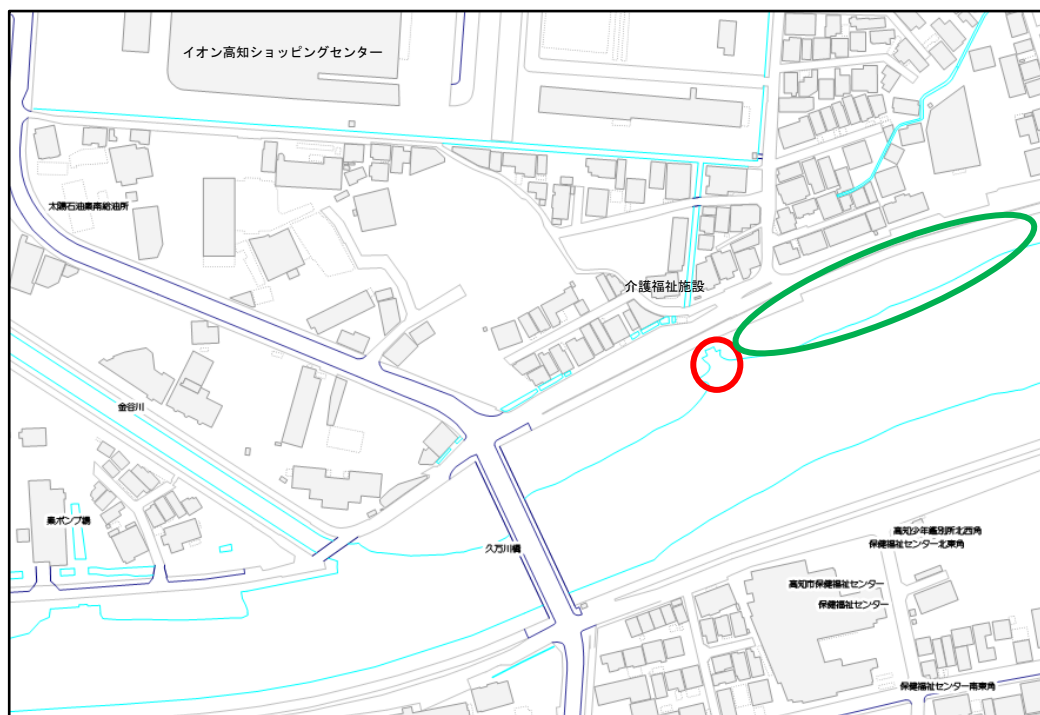 イオン高知ショッピングセンター
太陽石油薊南給油所
介護福祉施設
金谷川
薊ポンプ場
久万川橋
高知少年鑑別所北西角
保健福祉センター北東角
高知市保健福祉センター
保健福祉センター
保健福祉センター南東角